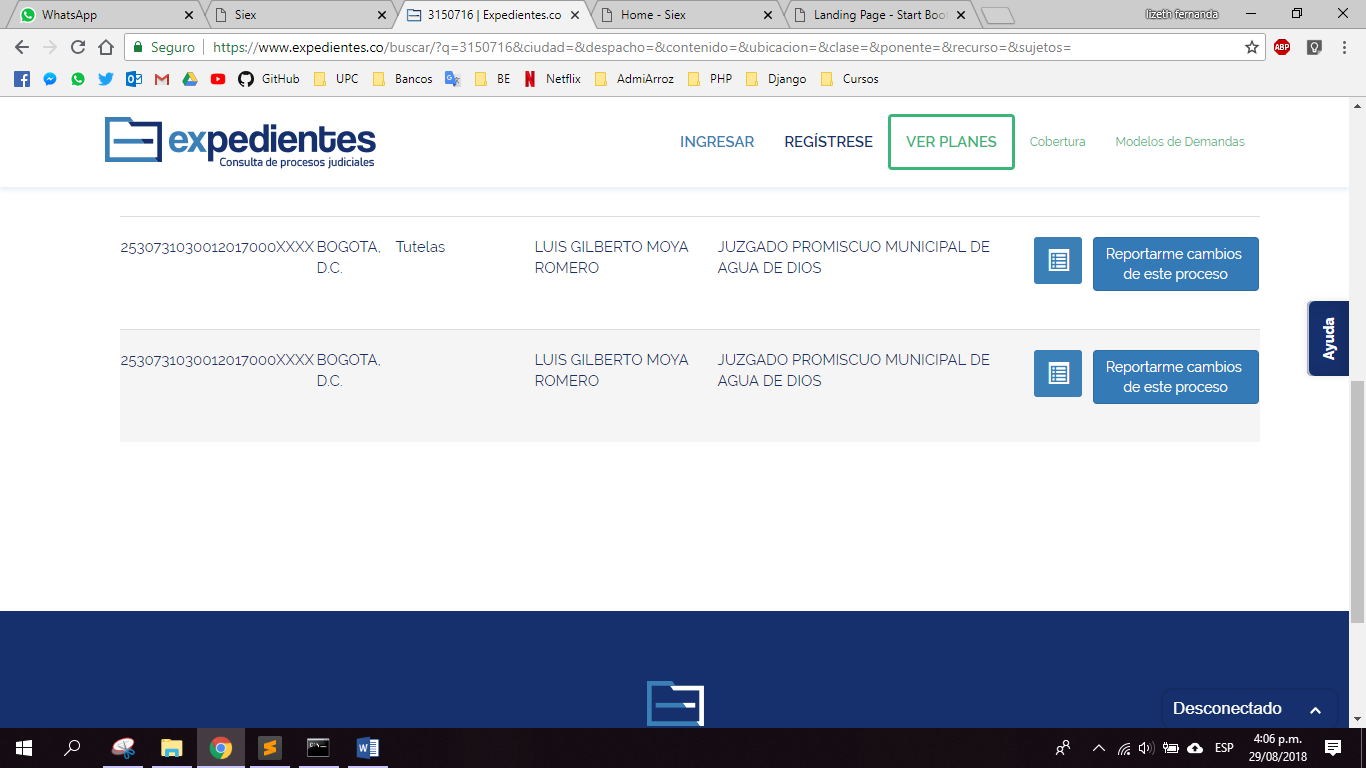 WhatsApp
Siex
3150716 | Expedientes.co
Home - Siex
Landing Page - Start Boo
lizeth fernanda
Seguro
https://www.expedientes.co/buscar/?q=3150716&ciudad=&despacho=&contenido=&ubicacion=&clase=&ponente=&recurso=&sujetos=
ABP
GitHub UPC Bancos BE Netflix AdmiArroz PHP Django Cursos
expedientes
Consulta de procesos judiciales
INGRESAR REGÍSTRESE VER PLANES Cobertura Modelos de Demandas
2530731030012017000XXXX BOGOTA, Tutelas LUIS GILBERTO MOYA JUZGADO PROMISCUO MUNICIPAL DE Reportarme cambios
D.C. ROMERO AGUA DE DIOS de este proceso
2530731030012017000XXXX BOGOTA, LUIS GILBERTO MOYA JUZGADO PROMISCUO MUNICIPAL DE Reportarme cambios
D.C. ROMERO AGUA DE DIOS de este proceso
Ayuda
Desconectado
ESP
4:06 p.m.
29/08/2018